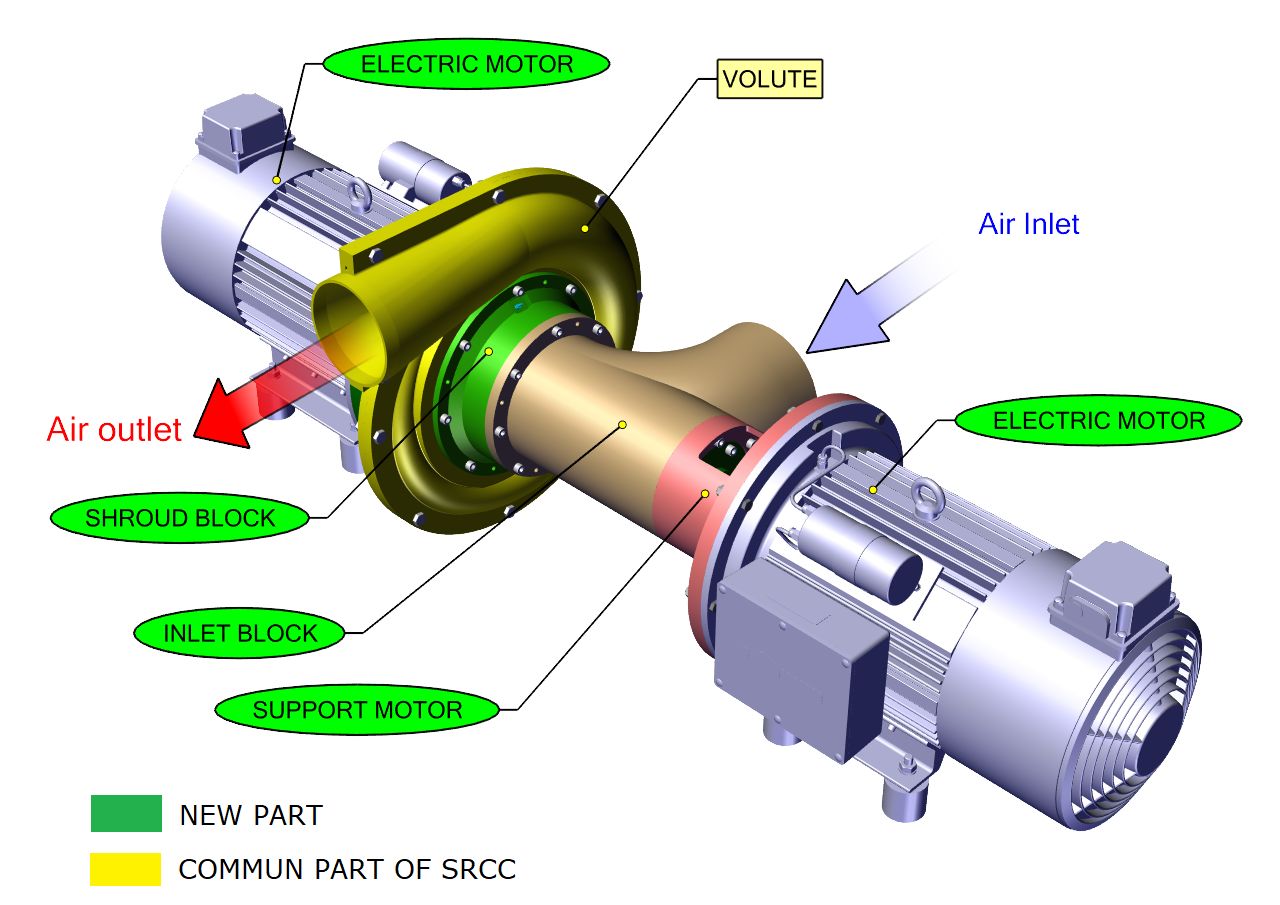 ELECTRIC MOTOR
VOLUTE
Air Inlet
ELECTRIC MOTOR
Air outlet
SHROUD BLOCK
INLET BLOCK
SUPPORT MOTOR
NEW PART
COMMUN PART OF SRCC